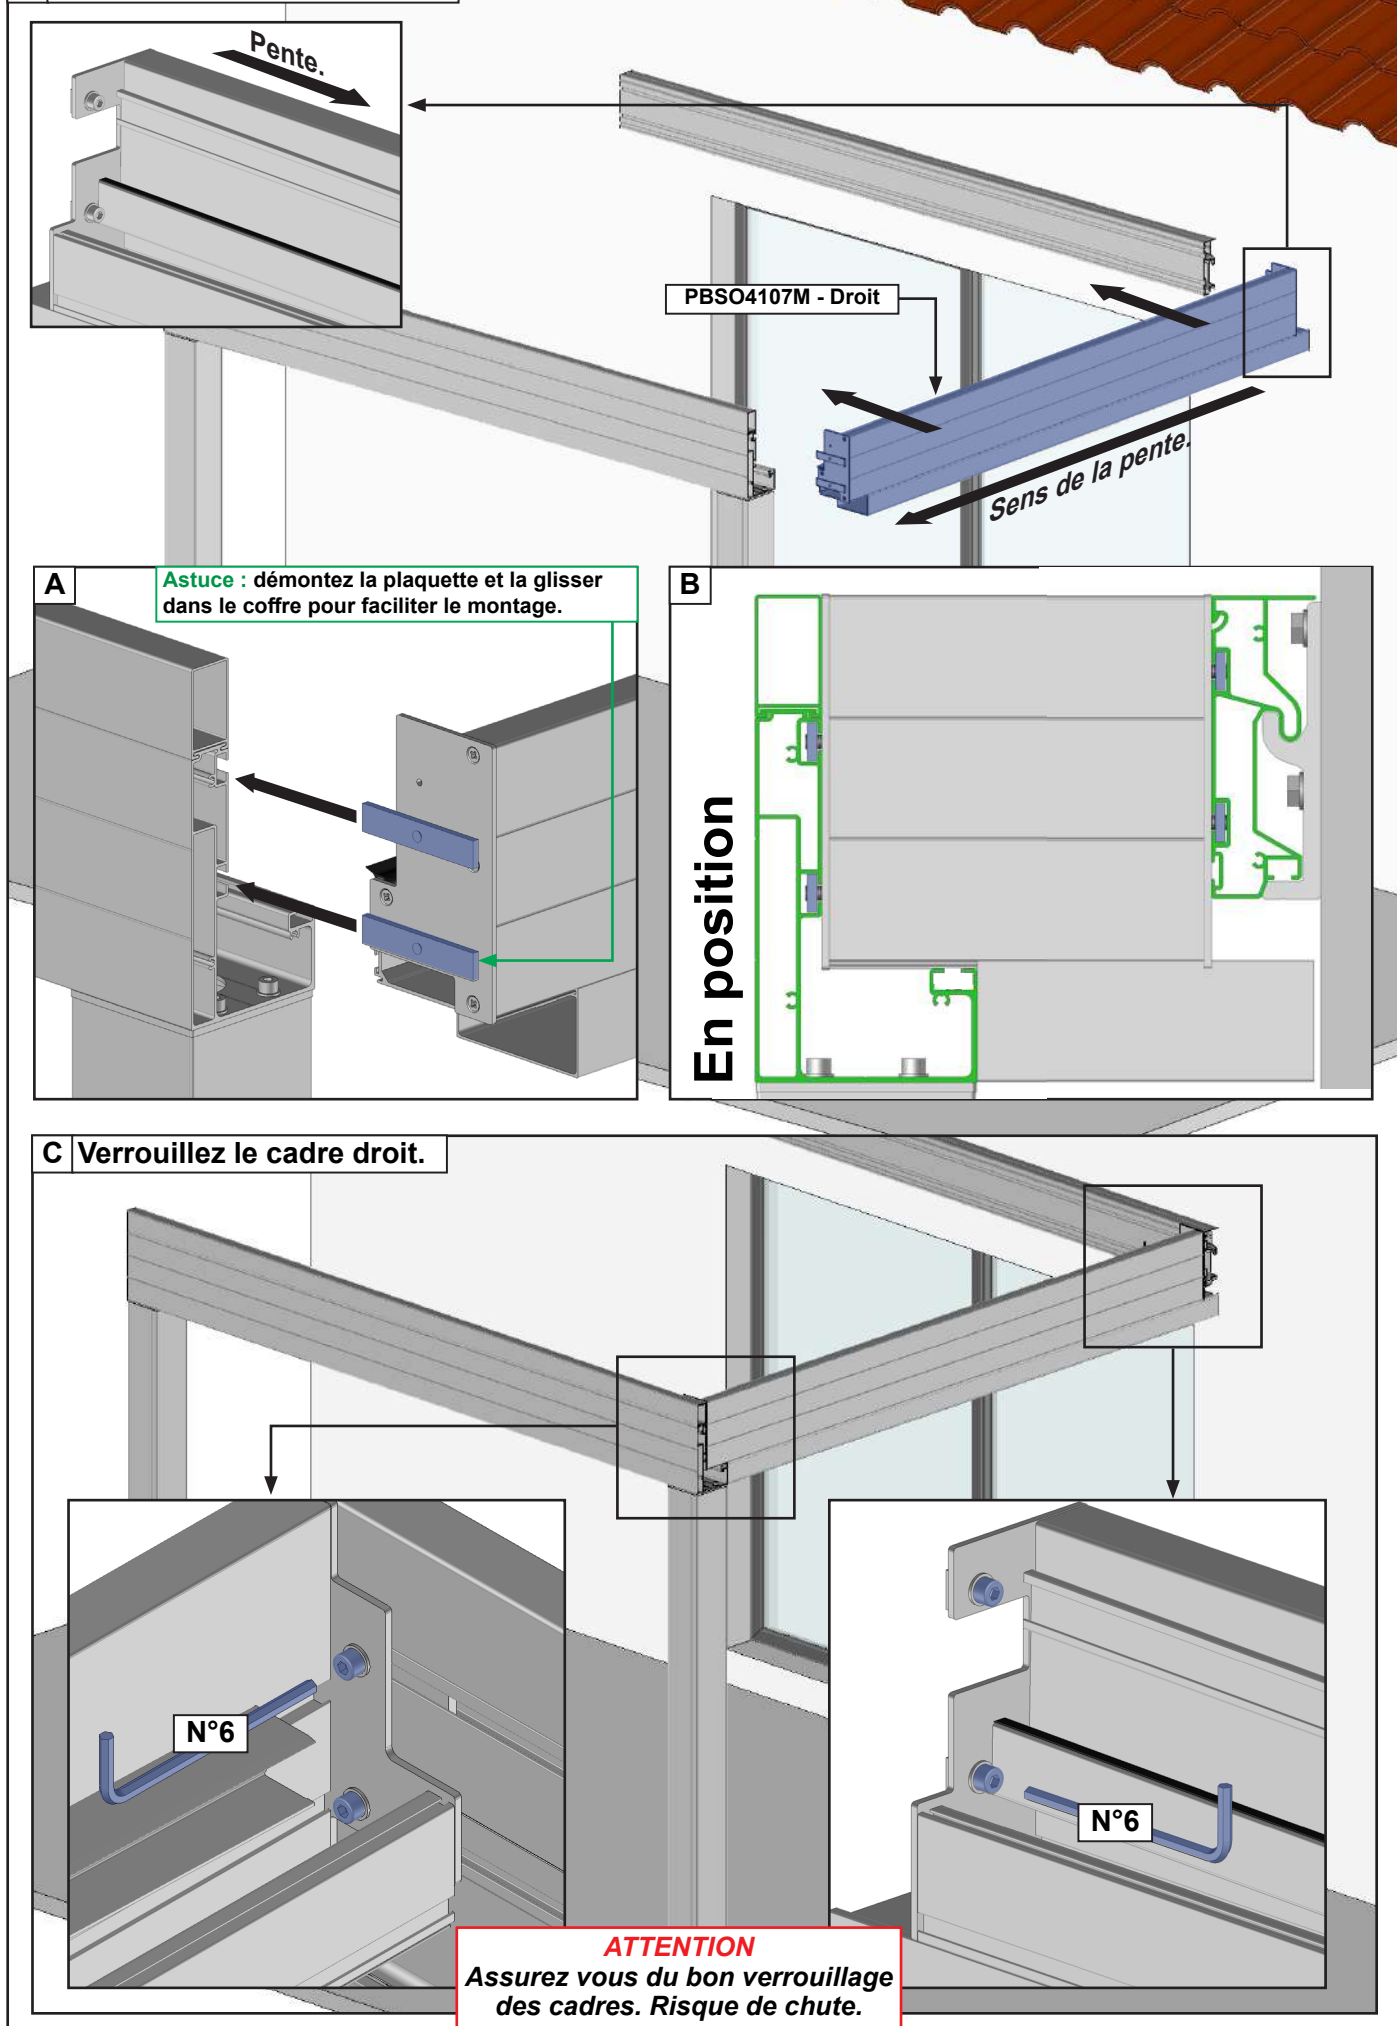 Pente.
PBSO4107M - Droit
Sens de la pente.
A
Astuce : démontez la plaquette et la glisser
dans le coffre pour faciliter le montage.
B
En position
C Verrouillez le cadre droit.
N°6
N°6
ATTENTION
Assurez vous du bon verrouillage
des cadres. Risque de chute.